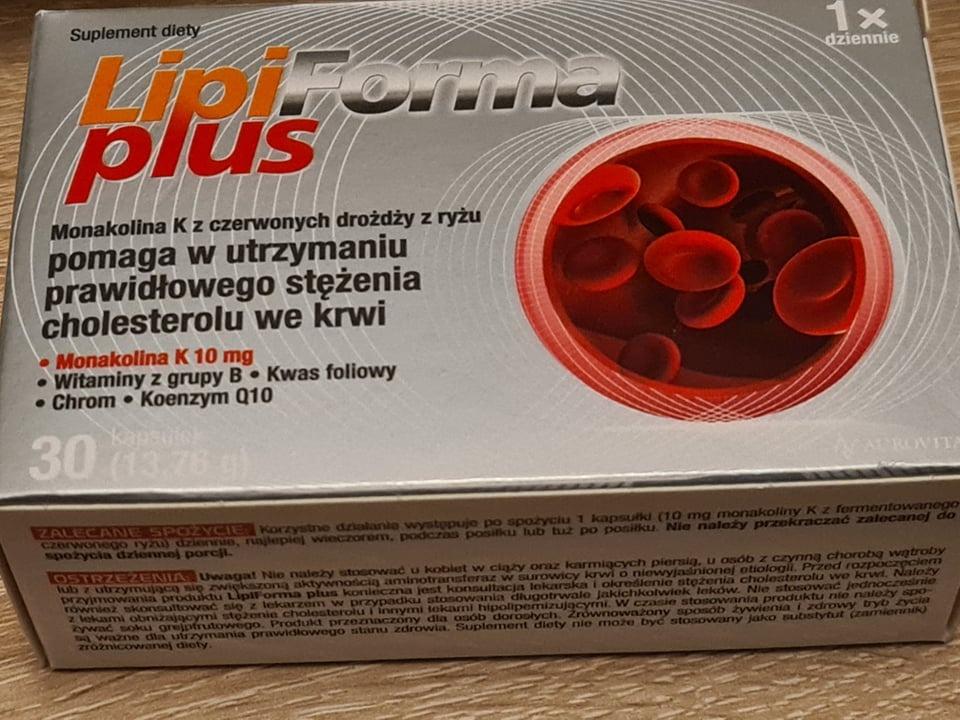 Suplement diety
1x
dziennie
LipiForma
plus
Monakolina K z czerwonych drożdży z ryżu
pomaga w utrzymaniu
prawidłowego stężenia
cholesterolu we krwi
• Monakolina K 10 mg
• Witaminy z grupy B • Kwas foliowy
• Chrom • Koenzym Q10
30 kapsułek
(13,76 g)
AUROVITA
ZALECANE SPOŻYCIE: Korzystne działanie występuje po spożyciu 1 kapsułki (10 mg monakoliny K z fermentowanego
czerwonego ryżu) dziennie, najlepiej wieczorem, podczas posiłku lub tuż po posiłku. Nie należy przekraczać zalecanej do
spożycia dziennej porcji.
OSTRZEŻENIA: Uwaga! Nie należy stosować u kobiet w ciąży oraz karmiących piersią, u osób z czynną chorobą wątroby
lub z utrzymującą się zwiększoną aktywnością aminotransferaz w surowicy krwi o niewyjaśnionej etiologii. Przed rozpoczęciem
przyjmowania produktu LipiForma plus konieczna jest konsultacja lekarska i określenie stężenia cholesterolu we krwi. Należy
również skonsultować się z lekarzem w przypadku stosowania długotrwale jakichkolwiek leków. Nie stosować jednocześnie
z lekami obniżającymi stężenie cholesterolu i innymi lekami hipolipemizującymi. W czasie stosowania produktu nie należy spo-
żywać soku grejpfrutowego. Produkt przeznaczony dla osób dorosłych. Zrównoważony sposób żywienia i zdrowy tryb życia
są ważne dla utrzymania prawidłowego stanu zdrowia. Suplement diety nie może być stosowany jako substytut (zamiennik)
zróżnicowanej diety.